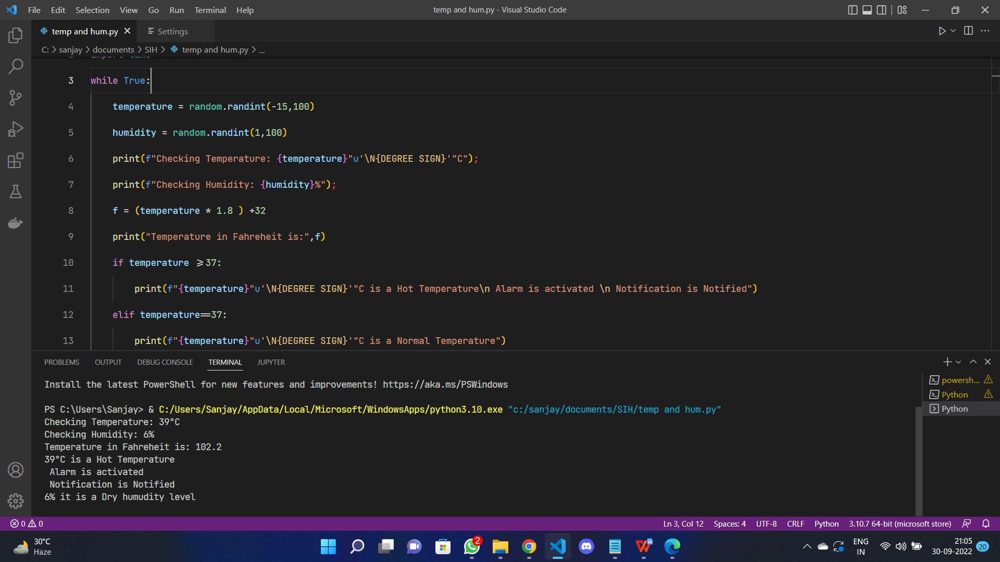 File Edit Selection View Go Run Terminal Help
temp and hum.py - Visual Studio Code
temp and hum.py
Settings
C: > sanjay > documents > SIH > temp and hum.py > ...
2 import time
3 while True:
4 temperature = random.randint(-15,100)
5 humidity = random.randint(1,100)
6 print(f"Checking Temperature: {temperature}"u'\N{DEGREE SIGN}'"C");
7 print(f"Checking Humidity: {humidity}%");
8 f = (temperature * 1.8 ) +32
9 print("Temperature in Fahreheit is:",f)
10 if temperature >=37:
11 print(f"{temperature}"u'\N{DEGREE SIGN}'"C is a Hot Temperature\n Alarm is activated \n Notification is Notified")
12 elif temperature==37:
13 print(f"{temperature}"u'\N{DEGREE SIGN}'"C is a Normal Temperature")
PROBLEMS OUTPUT DEBUG CONSOLE TERMINAL JUPYTER
Install the latest PowerShell for new features and improvements! https://aka.ms/PSWindows
PS C:\Users\Sanjay> & C:/Users/Sanjay/AppData/Local/Microsoft/WindowsApps/python3.10.exe "c:/sanjay/documents/SIH/temp and hum.py"
Checking Temperature: 39°C
Checking Humidity: 6%
Temperature in Fahreheit is: 102.2
39°C is a Hot Temperature
Alarm is activated
Notification is Notified
6% it is a Dry humudity level
powersh...
Python
Python
0 0
Ln 3, Col 12 Spaces: 4 UTF-8 CRLF Python 3.10.7 64-bit (microsoft store)
30°C
Haze
2
ENG
IN
21:05
30-09-2022
20